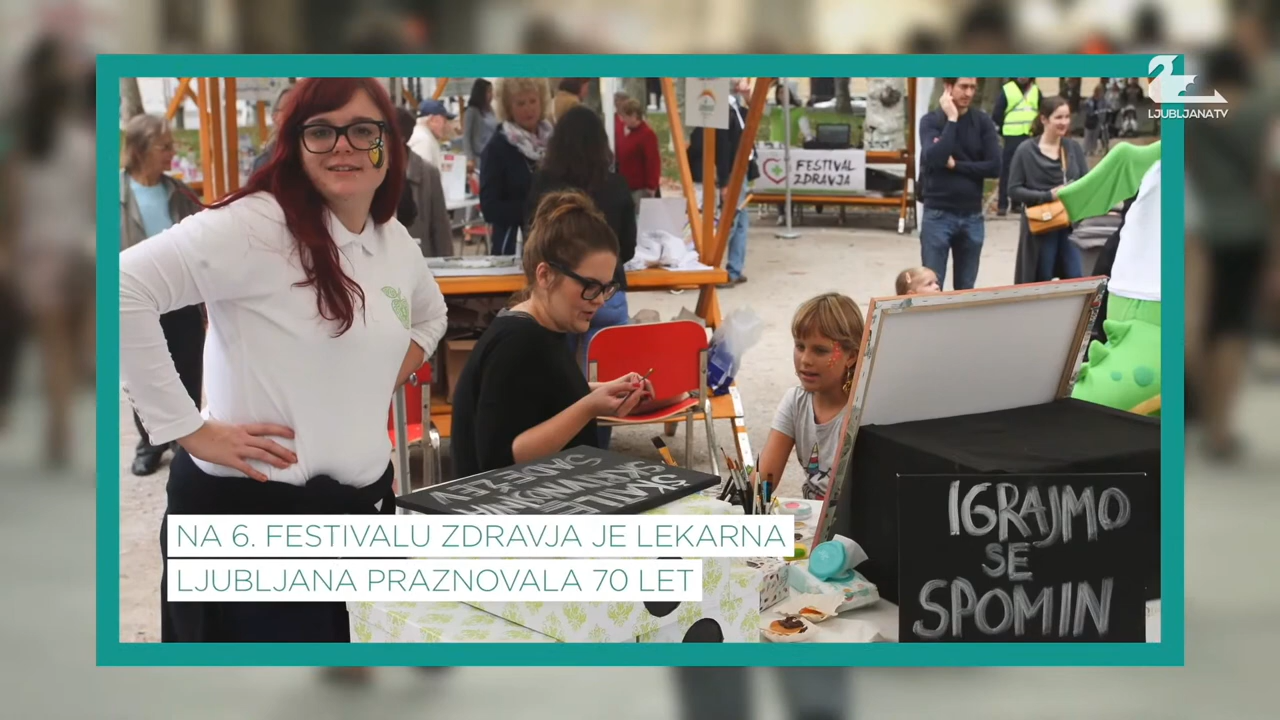 LJUBLJANATV
FESTIVAL
ZDRAVJA
IGRAJMO
SE
SPOMIN
NA 6. FESTIVALU ZDRAVJA JE LEKARNA
LJUBLJANA PRAZNOVALA 70 LET